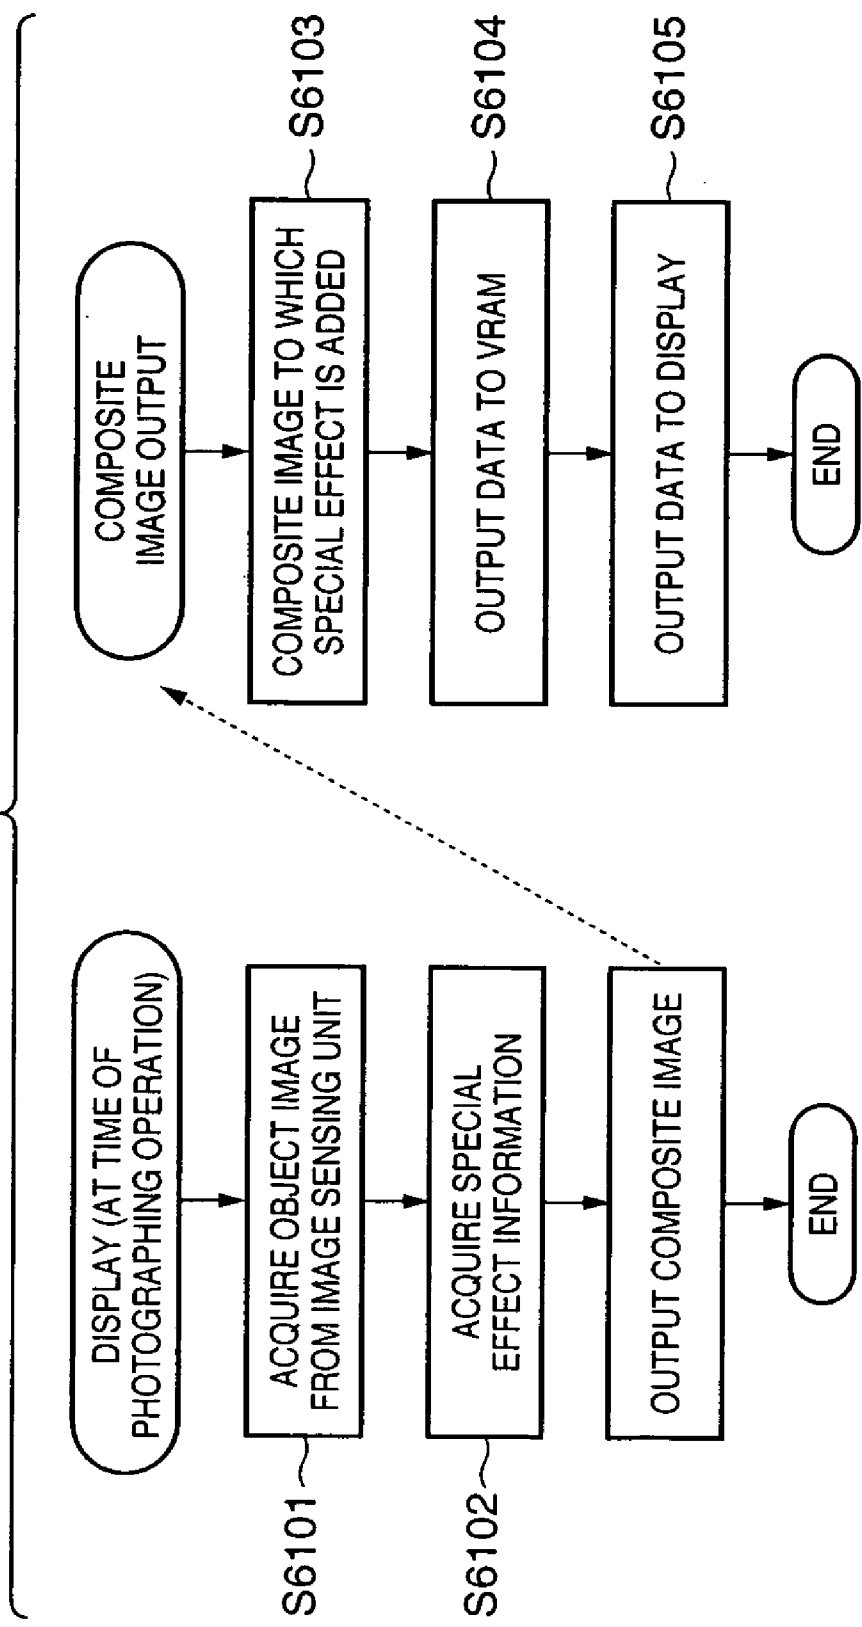 DISPLAY (AT TIME OF
PHOTOGRAPHING OPERATION)
S6101
ACQUIRE OBJECT IMAGE
FROM IMAGE SENSING UNIT
S6102
ACQUIRE SPECIAL
EFFECT INFORMATION
OUTPUT COMPOSITE IMAGE
END
COMPOSITE
IMAGE OUTPUT
COMPOSITE IMAGE TO WHICH
SPECIAL EFFECT IS ADDED
S6103
OUTPUT DATA TO VRAM
S6104
OUTPUT DATA TO DISPLAY
S6105
END